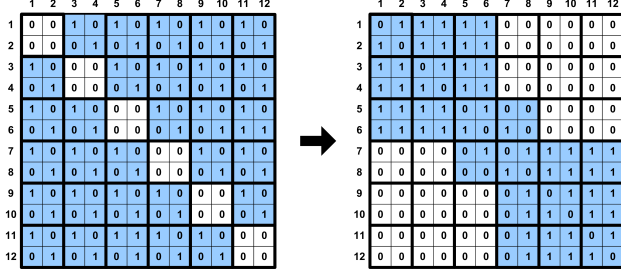 1 2 3 4 5 6 7 8 9 10 11 12
1 0 0 1 0 1 0 1 0 1 0 1 0
2 0 0 0 1 0 1 0 1 0 1 0 1
3 1 0 0 0 1 0 1 0 1 0 1 0
4 0 1 0 0 0 1 0 1 0 1 0 1
5 1 0 1 0 0 0 1 0 1 0 1 0
6 0 1 0 1 0 0 0 1 0 1 1 1
7 1 0 1 0 1 0 0 0 1 0 1 0
8 0 1 0 1 0 1 0 0 0 1 0 1
9 1 0 1 0 1 0 1 0 0 0 1 0
10 0 1 0 1 0 1 0 1 0 0 0 1
11 1 0 1 0 1 0 1 0 1 0 0 0
12 0 1 0 1 0 1 0 1 0 1 0 0
1 2 3 4 5 6 7 8 9 10 11 12
1 0 1 1 1 1 1 0 0 0 0 0 0
2 1 0 1 1 1 1 0 0 0 0 0 0
3 1 1 0 1 1 1 0 0 0 0 0 0
4 1 1 1 0 1 1 0 0 0 0 0 0
5 1 1 1 1 0 1 0 0 0 0 0 0
6 1 1 1 1 1 0 1 0 0 0 0 0
7 0 0 0 0 0 1 0 1 1 1 1 1
8 0 0 0 0 0 0 1 0 1 1 1 1
9 0 0 0 0 0 0 0 1 0 1 1 1
10 0 0 0 0 0 0 0 1 1 0 1 1
11 0 0 0 0 0 0 0 1 1 1 0 1
12 0 0 0 0 0 0 0 1 1 1 1 0